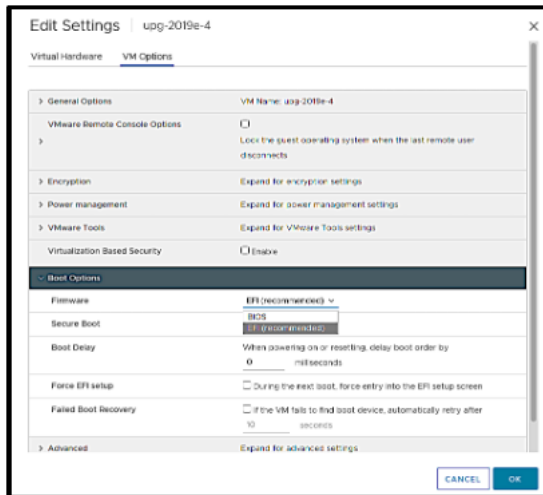 Edit Settings | upg-2019e-4
Virtual Hardware VM Options
General Options VM Name: upg-2019e-4
VMware Remote Console Options
Lock the guest operating system when the last remote user
disconnects
Encryption Expand for encryption settings
Power management Expand for power management settings
VMware Tools Expand for VMware Tools settings
Virtualization Based Security Enable
Boot Options
Firmware EFI (recommended)
BIOS
Secure Boot EFI (recommended)
Boot Delay When powering on or resetting, delay boot order by
0 milliseconds
Force EFI setup During the next boot, force entry into the EFI setup screen
Failed Boot Recovery If the VM fails to find boot device, automatically retry after
10 seconds
Advanced Expand for advanced settings
CANCEL OK